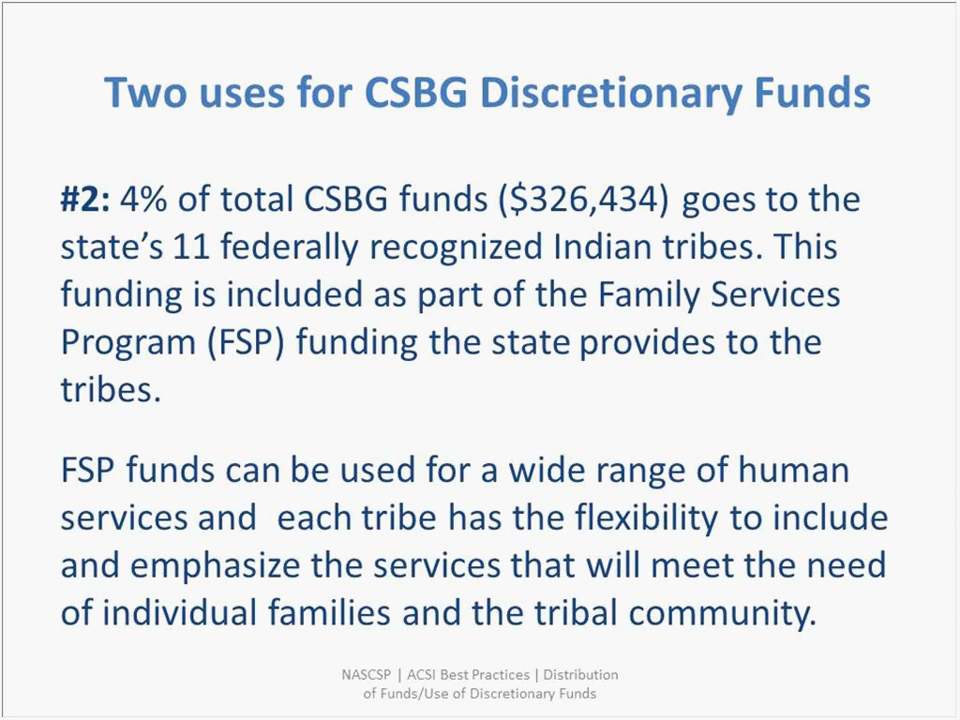 Two uses for CSBG Discretionary Funds
#2: 4% of total CSBG funds ($326,434) goes to the
state's 11 federally recognized Indian tribes. This
funding is included as part of the Family Services
Program (FSP) funding the state provides to the
tribes.
FSP funds can be used for a wide range of human
services and  each tribe has the flexibility to include
and emphasize the services that will meet the need
of individual families and the tribal community.
NASCSP | ACSI Best Practices | Distribution
of Funds/Use of Discretionary Funds